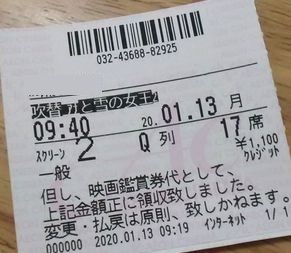 032-43688-82925
吹替 アナと雪の女王2
09:40 20.01.13 月
スクリーン 2 Q 列 17 席
一般 ¥1,100
クレジット
但し、映画鑑賞券代として、
上記金額正に領収致しました。
変更・払戻は原則、致しかねます。
000000 2020.01.13 09:19 インターネット 1/1